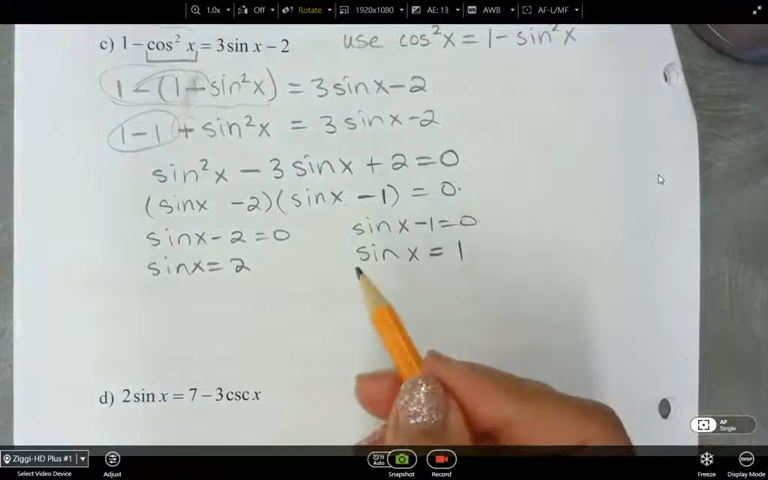 1.0x Off Rotate 1920x1080 AE: 13 AWB AF-L/MF
c) 1 − cos² x = 3 sin x − 2 use cos²x = 1 − sin²x
1 − (1 − sin²x) = 3 sin x − 2
1 − 1 + sin²x = 3 sin x − 2
sin²x − 3 sin x + 2 = 0
(sin x − 2)(sin x − 1) = 0
sin x − 2 = 0 sin x − 1 = 0
sin x = 2 sin x = 1
d) 2 sin x = 7 − 3 csc x
AF
Single
Ziggi-HD Plus #1 Auto
Select Video Device Adjust Snapshot Record Freeze Display Mode